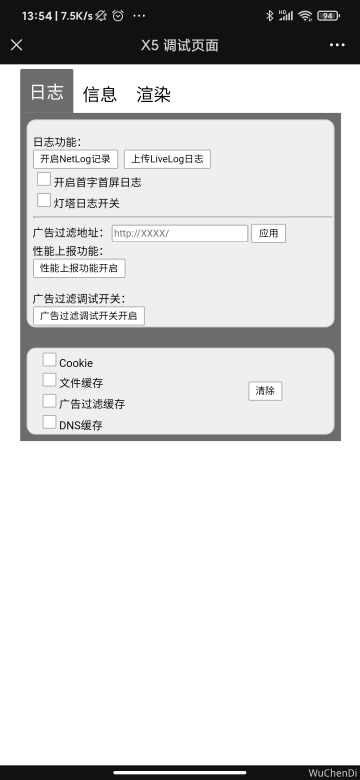 13:54 | 7.5K/s ...
HD
94
X5 调试页面
日志 信息 渲染
日志功能：
开启NetLog记录 上传LiveLog日志
开启首字首屏日志
灯塔日志开关
广告过滤地址： http://XXXX/ 应用
性能上报功能：
性能上报功能开启
广告过滤调试开关：
广告过滤调试开关开启
Cookie
文件缓存
清除
广告过滤缓存
DNS缓存
WuChenDi